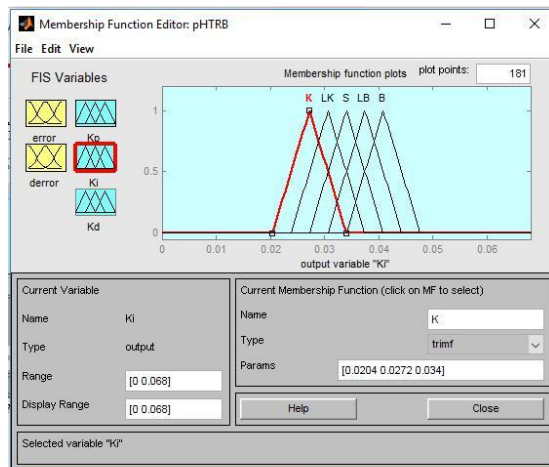 Membership Function Editor: pHTRB
File Edit View
FIS Variables
Membership function plots plot points: 181
K LK S LB B
error Kp
derror Ki
Kd
1
0.5
0
0 0.01 0.02 0.03 0.04 0.05 0.06
output variable "Ki"
Current Variable
Name Ki
Type output
Range [0 0.068]
Display Range [0 0.068]
Current Membership Function (click on MF to select)
Name K
Type trimf
Params [0.0204 0.0272 0.034]
Help Close
Selected variable "Ki"